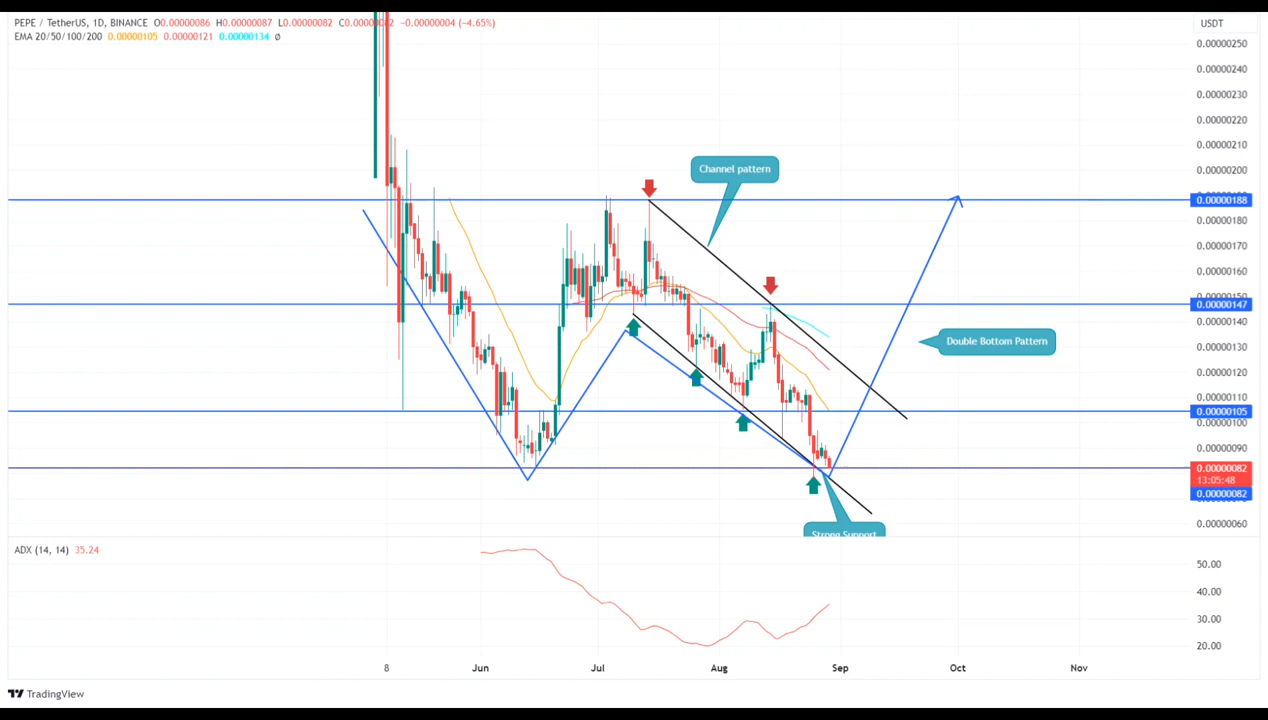 PEPE / TetherUS, 1D, BINANCE O0.00000086 H0.00000087 L0.00000082 C0.00000082 -0.00000004 (-4.65%)
EMA 20/50/100/200 0.00000105 0.00000121 0.00000134 ∅
USDT
0.00000250
0.00000240
0.00000230
0.00000220
0.00000210
0.00000200
0.00000188
0.00000180
0.00000170
0.00000160
0.00000147
0.00000140
0.00000130
0.00000120
0.00000110
0.00000105
0.00000100
0.00000090
0.00000082
13:05:48
0.00000082
0.00000060
Channel pattern
Double Bottom Pattern
Strong Support
ADX (14, 14) 35.24
50.00
40.00
30.00
20.00
8 Jun Jul Aug Sep Oct Nov
TradingView